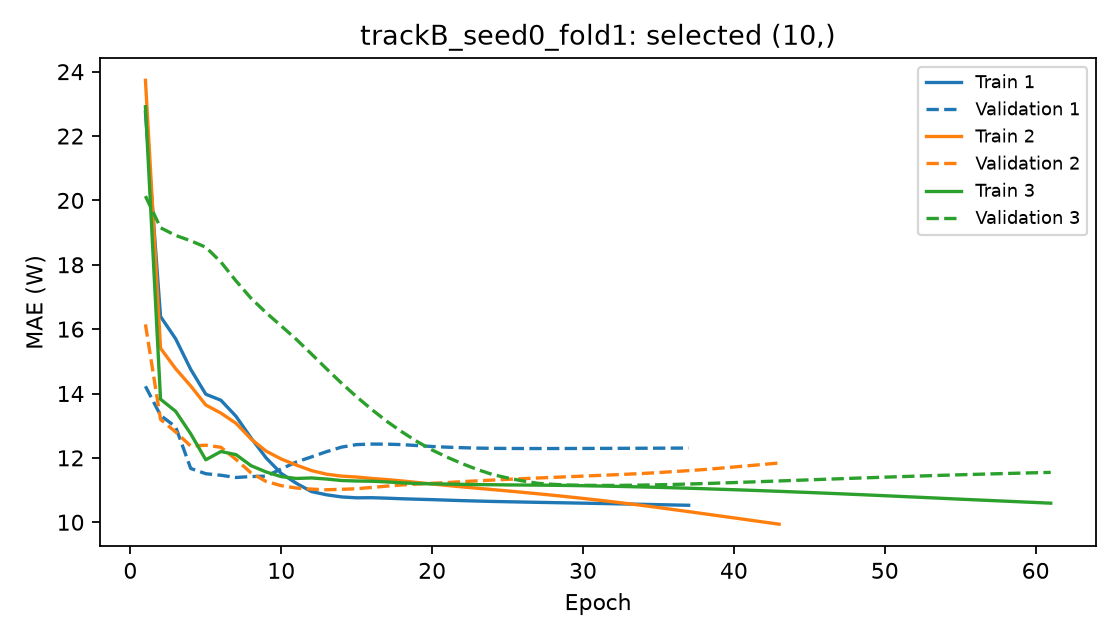 trackB_seed0_fold1: selected (10,)
24
22
20
18
16
14
12
10
MAE (W)
Train 1
Validation 1
Train 2
Validation 2
Train 3
Validation 3
0 10 20 30 40 50 60
Epoch